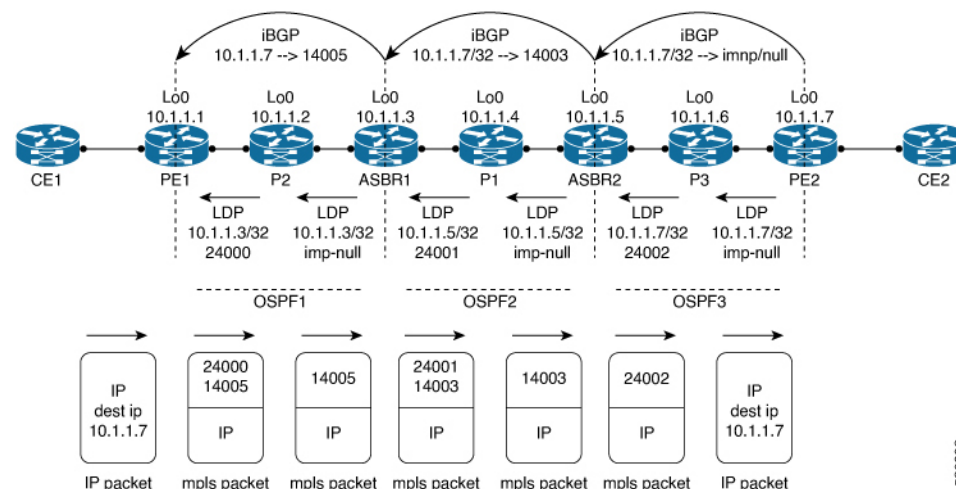 iBGP
10.1.1.7 --> 14005
iBGP
10.1.1.7/32 --> 14003
iBGP
10.1.1.7/32 --> imnp/null
Lo0
10.1.1.1
Lo0
10.1.1.2
Lo0
10.1.1.3
Lo0
10.1.1.4
Lo0
10.1.1.5
Lo0
10.1.1.6
Lo0
10.1.1.7
CE1
PE1
P2
ASBR1
P1
ASBR2
P3
PE2
CE2
LDP
10.1.1.3/32
24000
LDP
10.1.1.3/32
imp-null
LDP
10.1.1.5/32
24001
LDP
10.1.1.5/32
imp-null
LDP
10.1.1.7/32
24002
LDP
10.1.1.7/32
imp-null
OSPF1
OSPF2
OSPF3
IP
dest ip
10.1.1.7
IP packet
24000
14005
IP
mpls packet
14005
IP
mpls packet
24001
14003
IP
mpls packet
14003
IP
mpls packet
24002
IP
mpls packet
IP
dest ip
10.1.1.7
IP packet